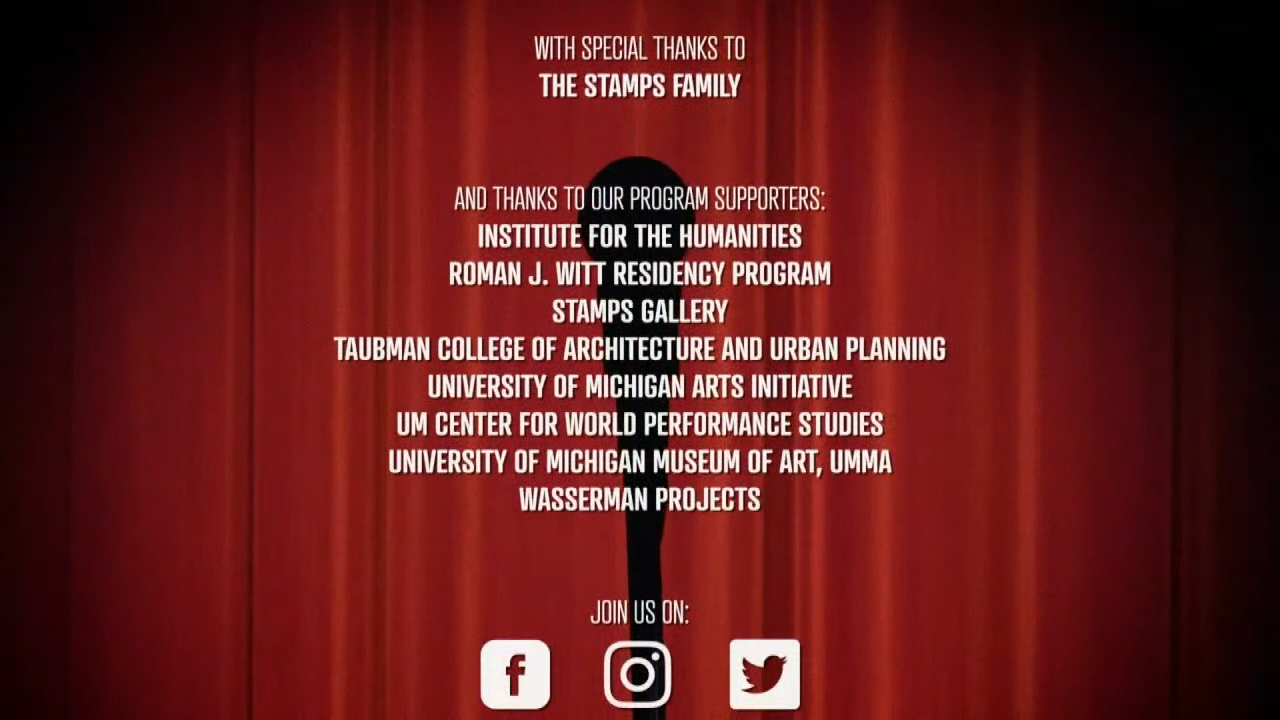 WITH SPECIAL THANKS TO
THE STAMPS FAMILY
AND THANKS TO OUR PROGRAM SUPPORTERS:
INSTITUTE FOR THE HUMANITIES
ROMAN J. WITT RESIDENCY PROGRAM
STAMPS GALLERY
TAUBMAN COLLEGE OF ARCHITECTURE AND URBAN PLANNING
UNIVERSITY OF MICHIGAN ARTS INITIATIVE
UM CENTER FOR WORLD PERFORMANCE STUDIES
UNIVERSITY OF MICHIGAN MUSEUM OF ART, UMMA
WASSERMAN PROJECTS
JOIN US ON: